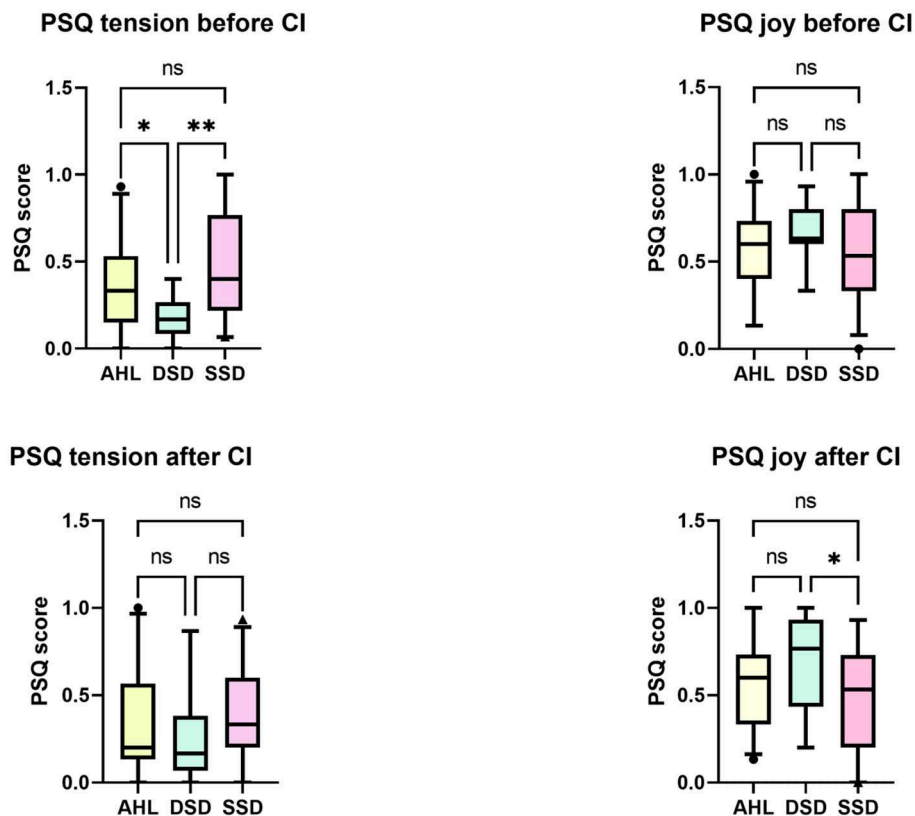 PSQ tension before CI
ns
* **
1.5
1.0
0.5
0.0
PSQ score
AHL DSD SSD
PSQ joy before CI
ns
ns ns
1.5
1.0
0.5
0.0
PSQ score
AHL DSD SSD
PSQ tension after CI
ns
ns ns
1.5
1.0
0.5
0.0
PSQ score
AHL DSD SSD
PSQ joy after CI
ns
ns *
1.5
1.0
0.5
0.0
PSQ score
AHL DSD SSD